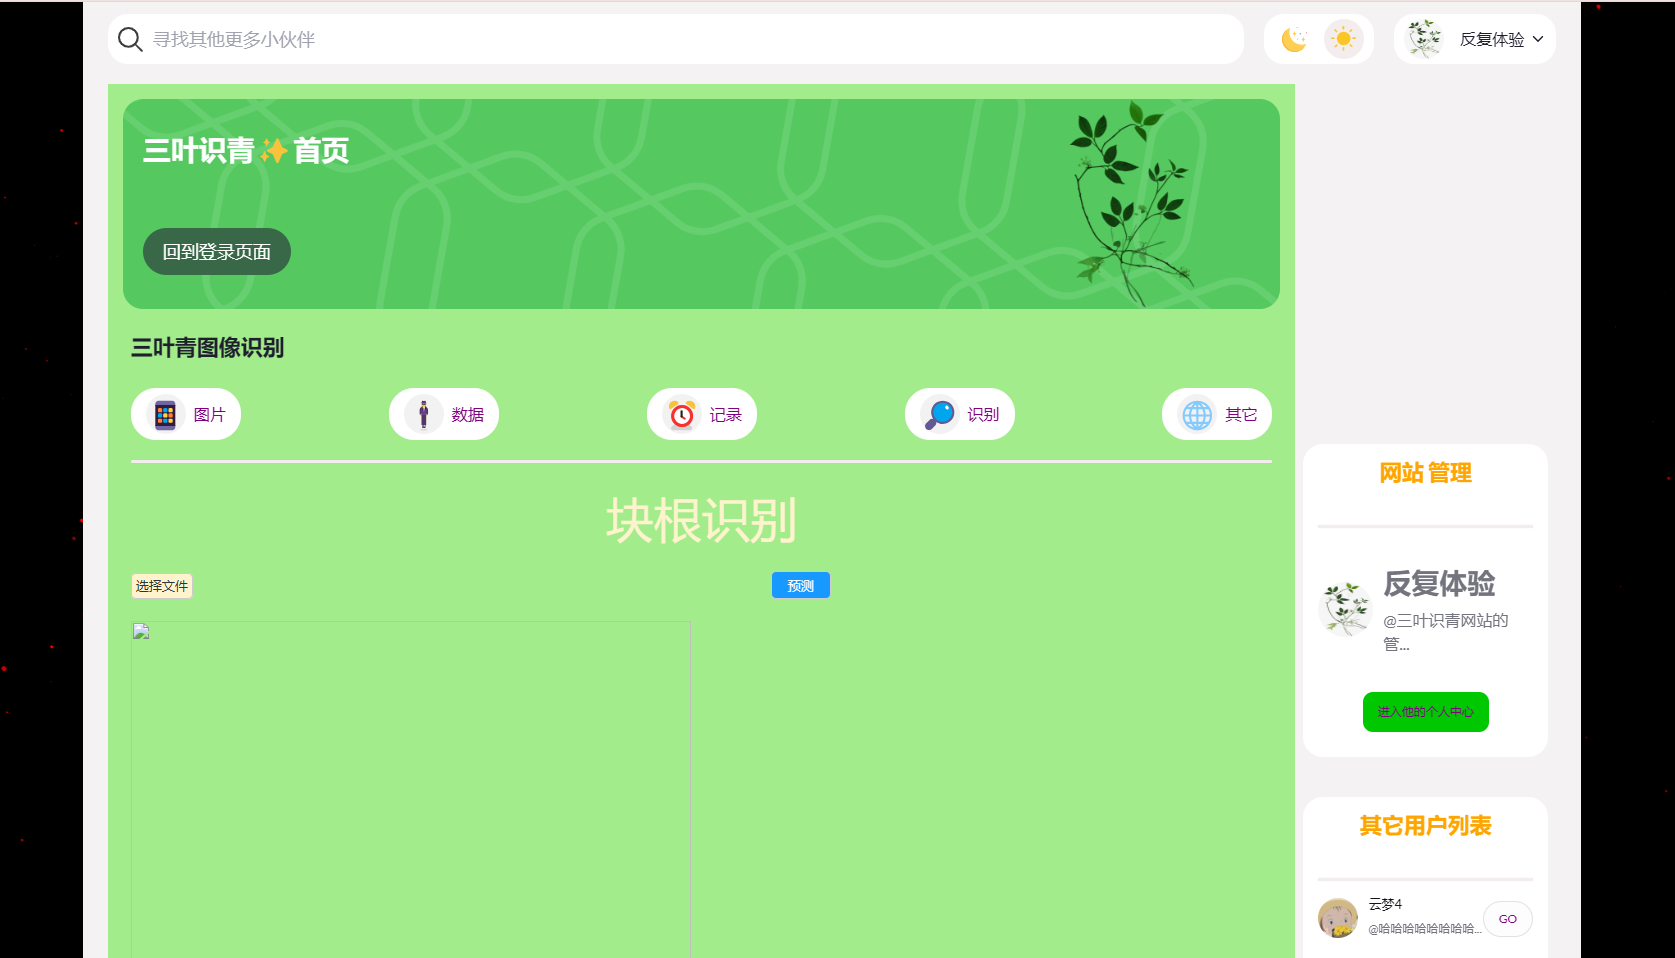 寻找其他更多小伙伴
反复体验
三叶识青✨首页
回到登录页面
三叶青图像识别
图片
数据
记录
识别
其它
块根识别
选择文件
预测
网站 管理
反复体验
@三叶识青网站的
管...
进入他的个人中心
其它用户列表
云梦4
@哈哈哈哈哈哈哈哈...
GO